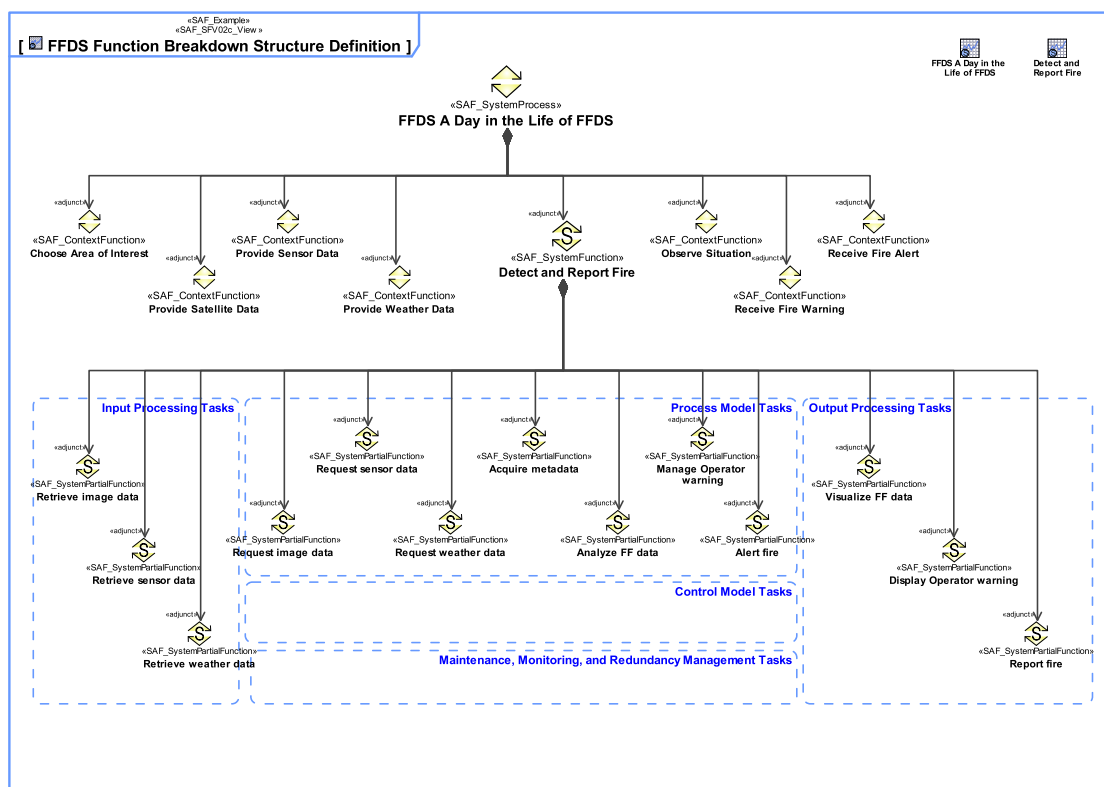 «SAF_Example»
«SAF_SFV02c_View »
[ FFDS Function Breakdown Structure Definition ]
FFDS A Day in the
Life of FFDS
Detect and
Report Fire
«SAF_SystemProcess»
FFDS A Day in the Life of FFDS
«adjunct»
«SAF_ContextFunction»
Choose Area of Interest
«adjunct»
«SAF_ContextFunction»
Provide Satellite Data
«adjunct»
«SAF_ContextFunction»
Provide Sensor Data
«adjunct»
«SAF_ContextFunction»
Provide Weather Data
«adjunct»
S
«SAF_SystemFunction»
Detect and Report Fire
«adjunct»
«SAF_ContextFunction»
Observe Situation
«adjunct»
«SAF_ContextFunction»
Receive Fire Warning
«adjunct»
«SAF_ContextFunction»
Receive Fire Alert
Input Processing Tasks
«adjunct»
S
«SAF_SystemPartialFunction»
Retrieve image data
«adjunct»
S
«SAF_SystemPartialFunction»
Retrieve sensor data
«adjunct»
S
«SAF_SystemPartialFunction»
Retrieve weather data
Process Model Tasks
«adjunct»
S
«SAF_SystemPartialFunction»
Request image data
«adjunct»
S
«SAF_SystemPartialFunction»
Request sensor data
«adjunct»
S
«SAF_SystemPartialFunction»
Request weather data
«adjunct»
S
«SAF_SystemPartialFunction»
Acquire metadata
«adjunct»
S
«SAF_SystemPartialFunction»
Analyze FF data
«adjunct»
S
«SAF_SystemPartialFunction»
Manage Operator
warning
«adjunct»
S
«SAF_SystemPartialFunction»
Alert fire
Control Model Tasks
Maintenance, Monitoring, and Redundancy Management Tasks
Output Processing Tasks
«adjunct»
S
«SAF_SystemPartialFunction»
Visualize FF data
«adjunct»
S
«SAF_SystemPartialFunction»
Display Operator warning
«adjunct»
S
«SAF_SystemPartialFunction»
Report fire